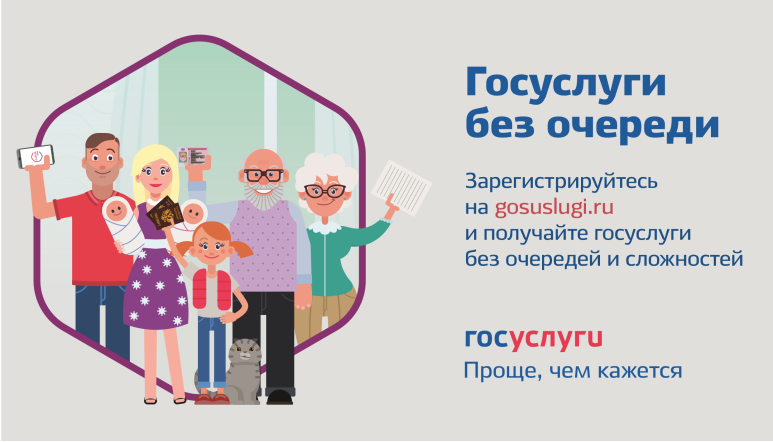 Госуслуги
без очереди
Зарегистрируйтесь
на gosuslugi.ru
и получайте госуслуги
без очередей и сложностей
госуслуги
Проще, чем кажется